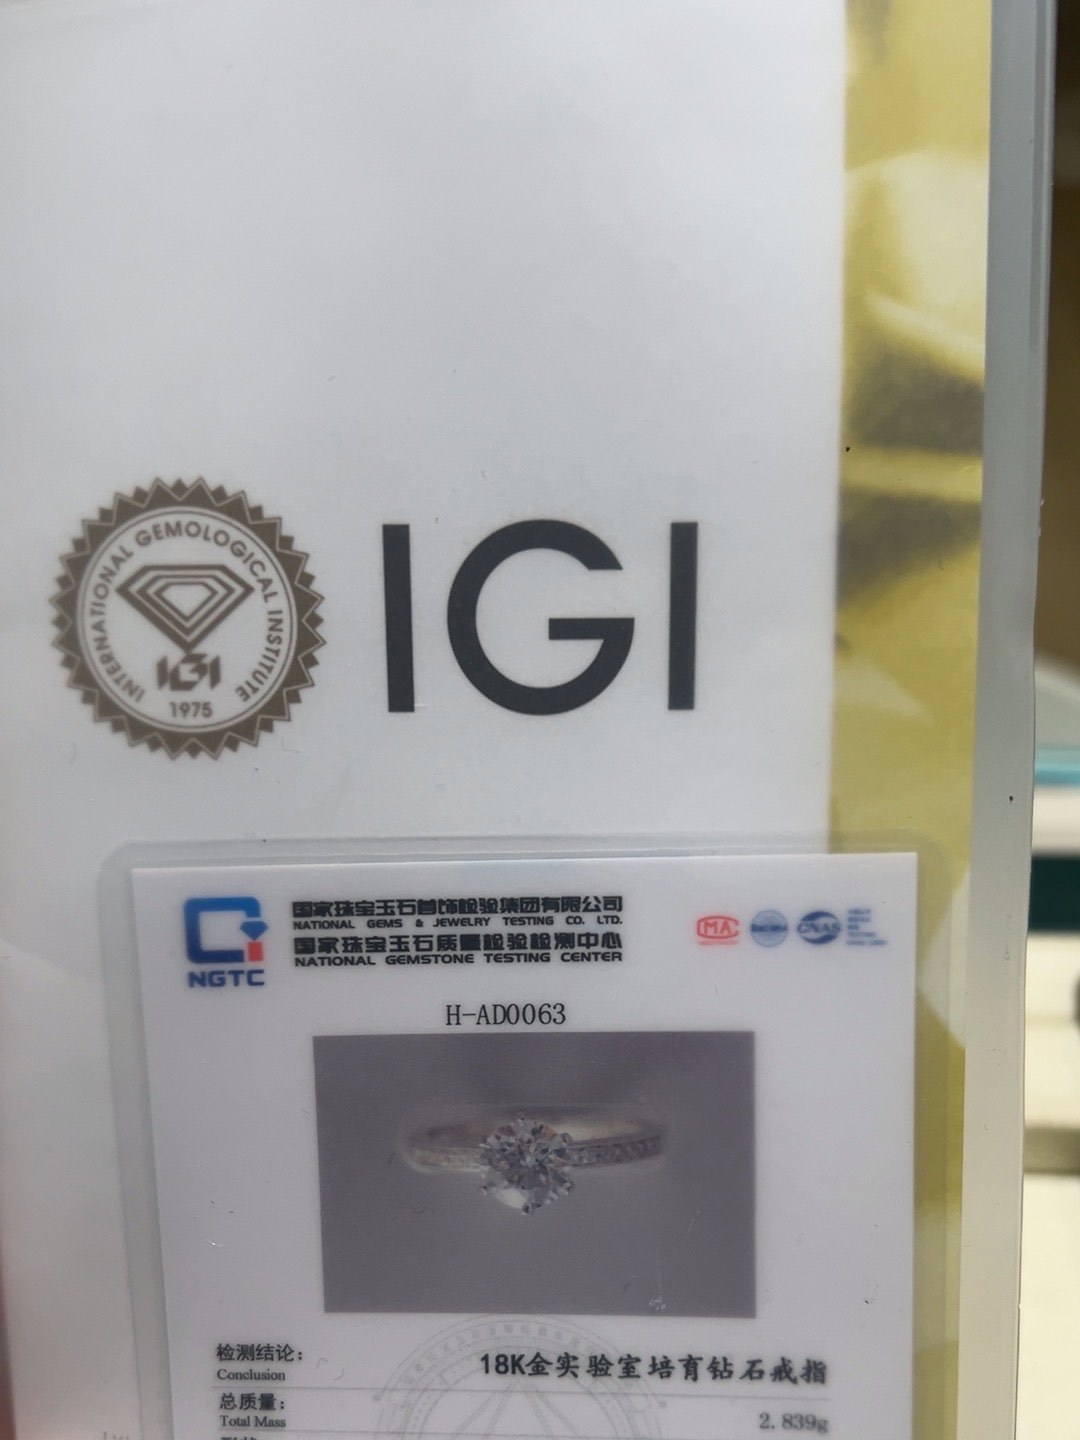 INTERNATIONAL GEMOLOGICAL INSTITUTE
IGI
1975
IGI
NGTC
国家珠宝玉石首饰检验集团有限公司
NATIONAL GEMS & JEWELRY TESTING CO. LTD.
国家珠宝玉石质量检验检测中心
NATIONAL GEMSTONE TESTING CENTER
MA
CNAS
H-AD0063
检测结论：
18K金实验室培育钻石戒指
Conclusion
总质量：
2.839g
Total Mass